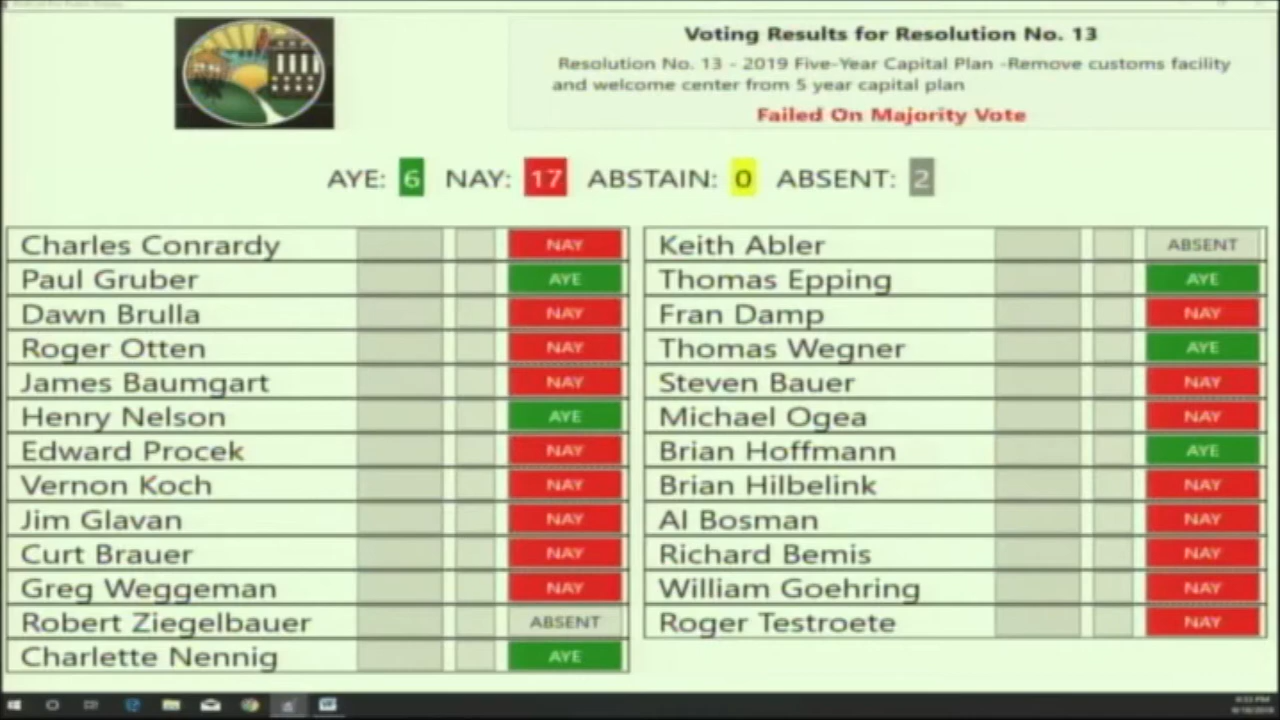 Voting Results for Resolution No. 13
Resolution No. 13 - 2019 Five-Year Capital Plan -Remove customs facility
and welcome center from 5 year capital plan
Failed On Majority Vote
AYE: 6 NAY: 17 ABSTAIN: 0 ABSENT: 2
Charles Conrardy NAY
Paul Gruber AYE
Dawn Brulla NAY
Roger Otten NAY
James Baumgart NAY
Henry Nelson AYE
Edward Procek NAY
Vernon Koch NAY
Jim Glavan NAY
Curt Brauer NAY
Greg Weggeman NAY
Robert Ziegelbauer ABSENT
Charlette Nennig AYE
Keith Abler ABSENT
Thomas Epping AYE
Fran Damp NAY
Thomas Wegner AYE
Steven Bauer NAY
Michael Ogea NAY
Brian Hoffmann AYE
Brian Hilbelink NAY
Al Bosman NAY
Richard Bemis NAY
William Goehring NAY
Roger Testroete NAY